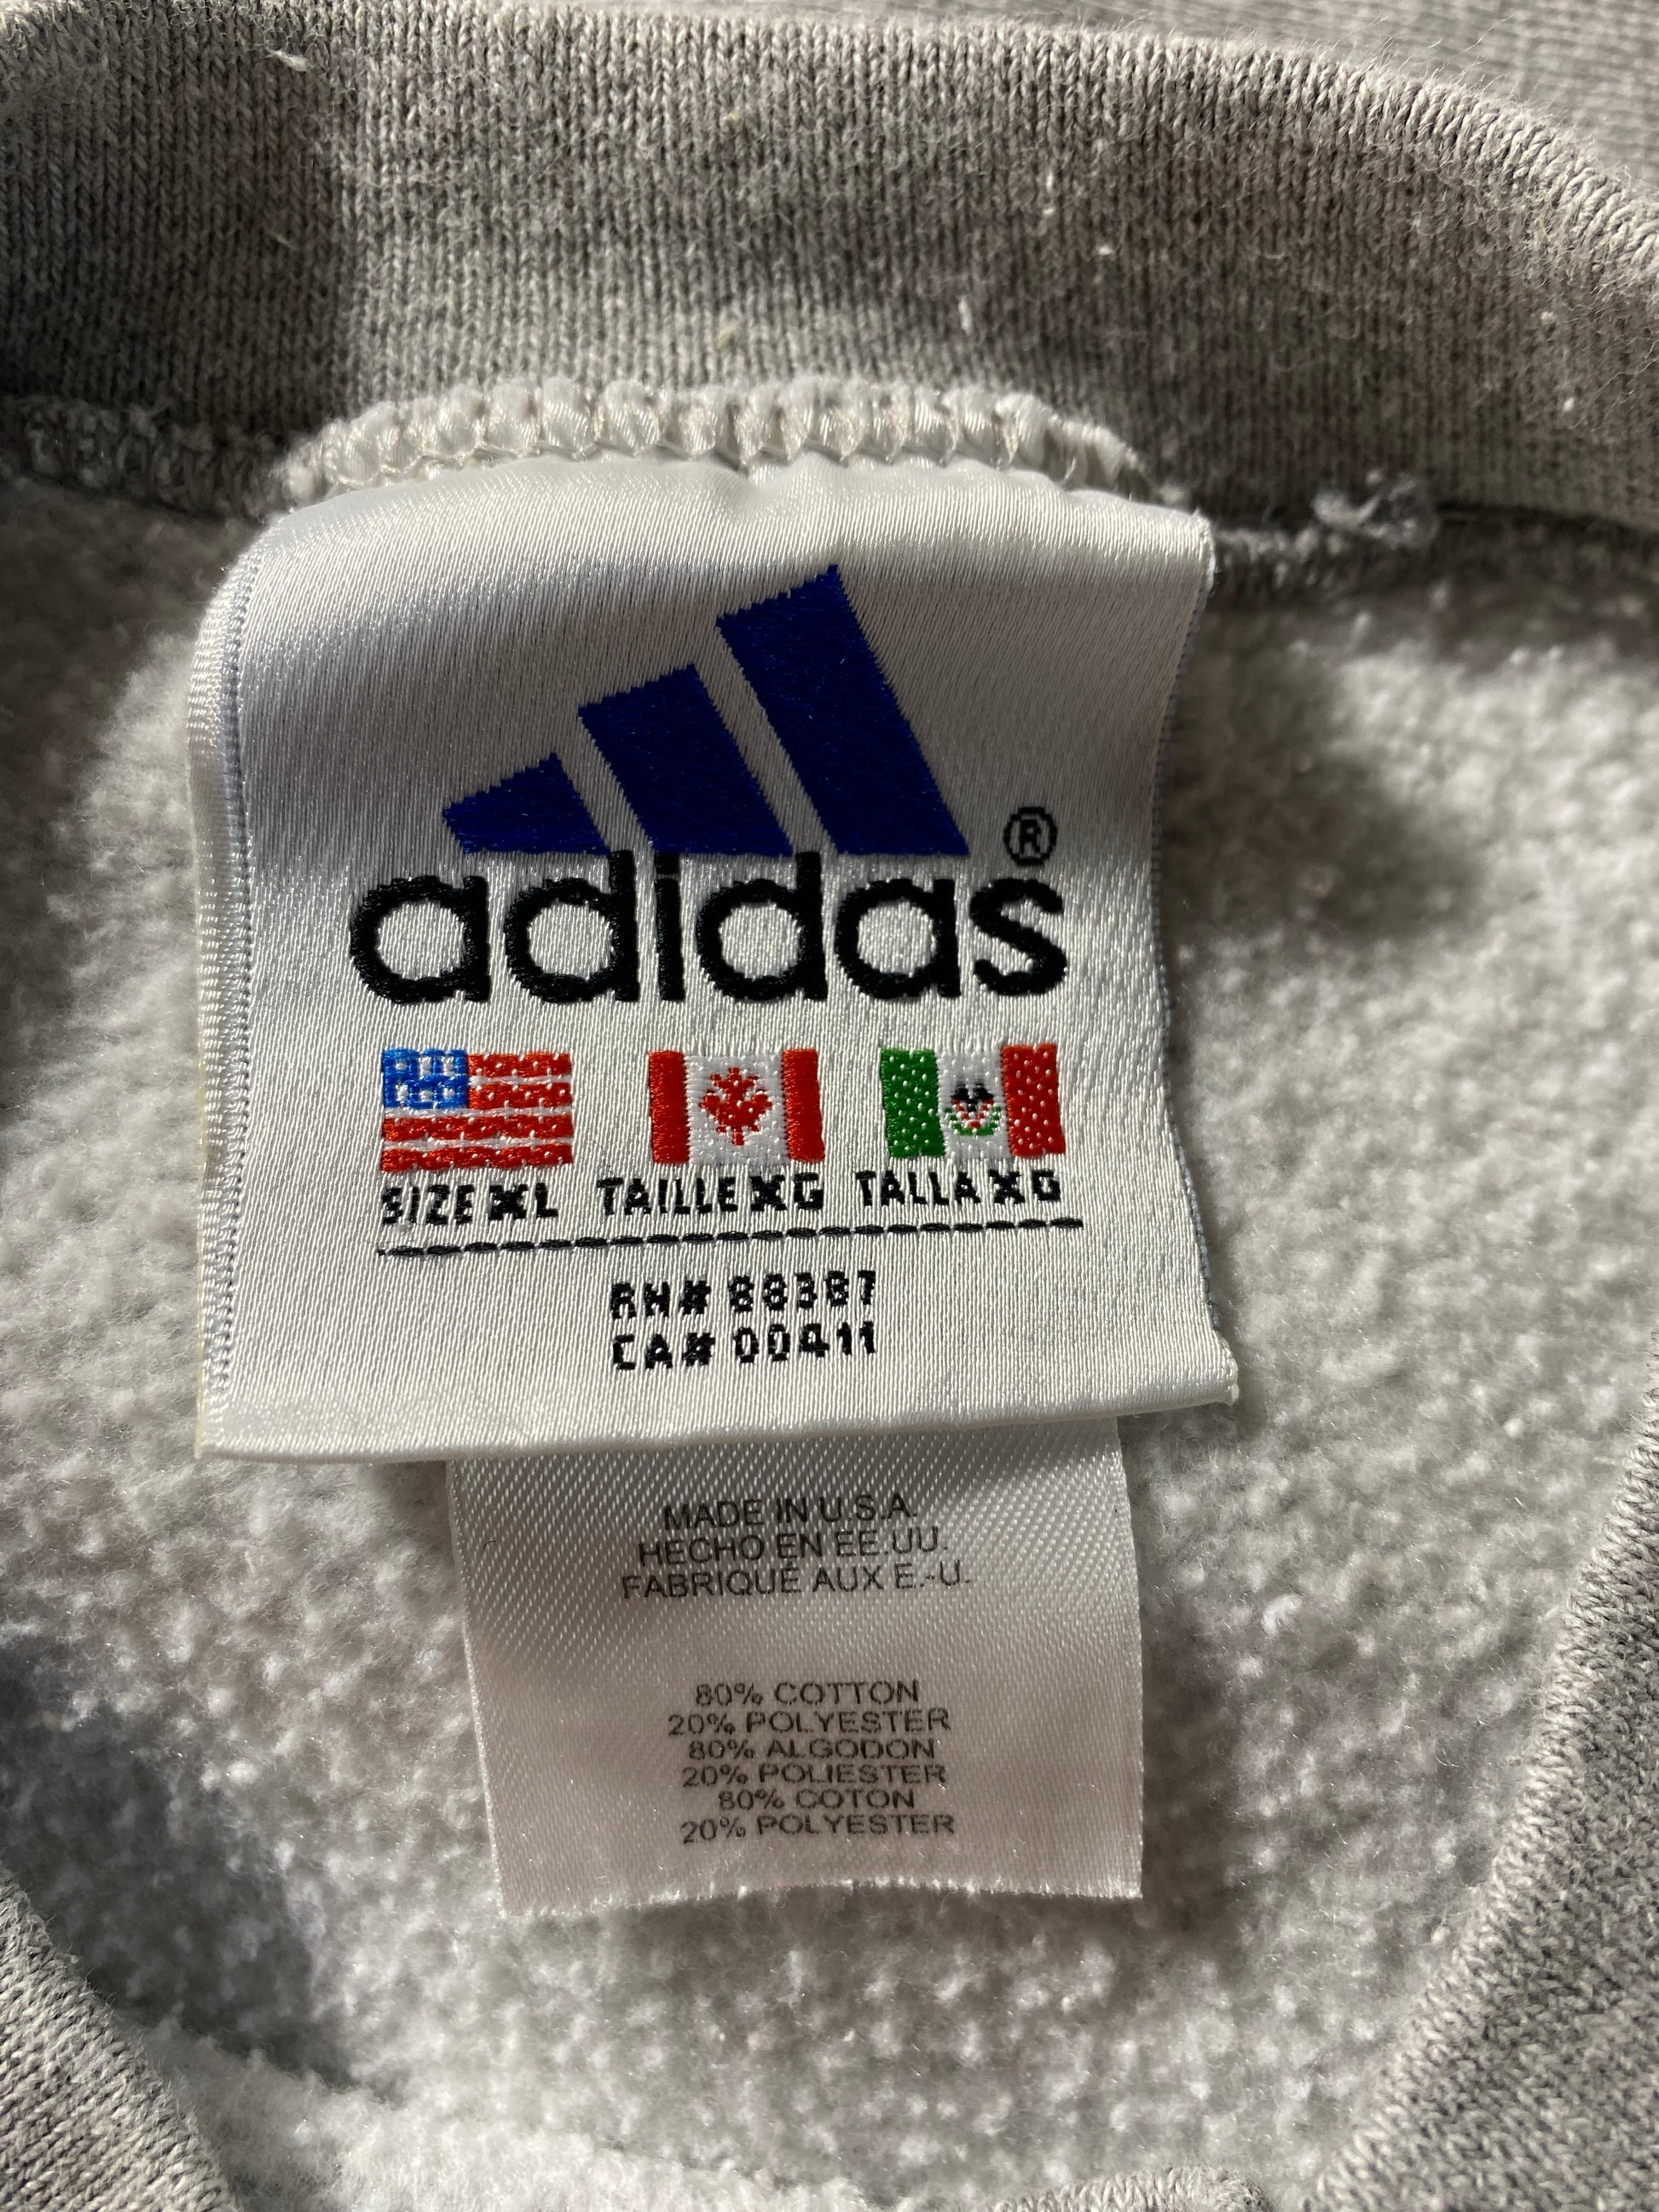 adidas®
SIZE XL TAILLE XG TALLA XG
RN# 88387
CA# 00411
MADE IN U.S.A.
HECHO EN EE.UU.
FABRIQUÉ AUX E.-U.
80% COTTON
20% POLYESTER
80% ALGODON
20% POLIESTER
80% COTON
20% POLYESTER